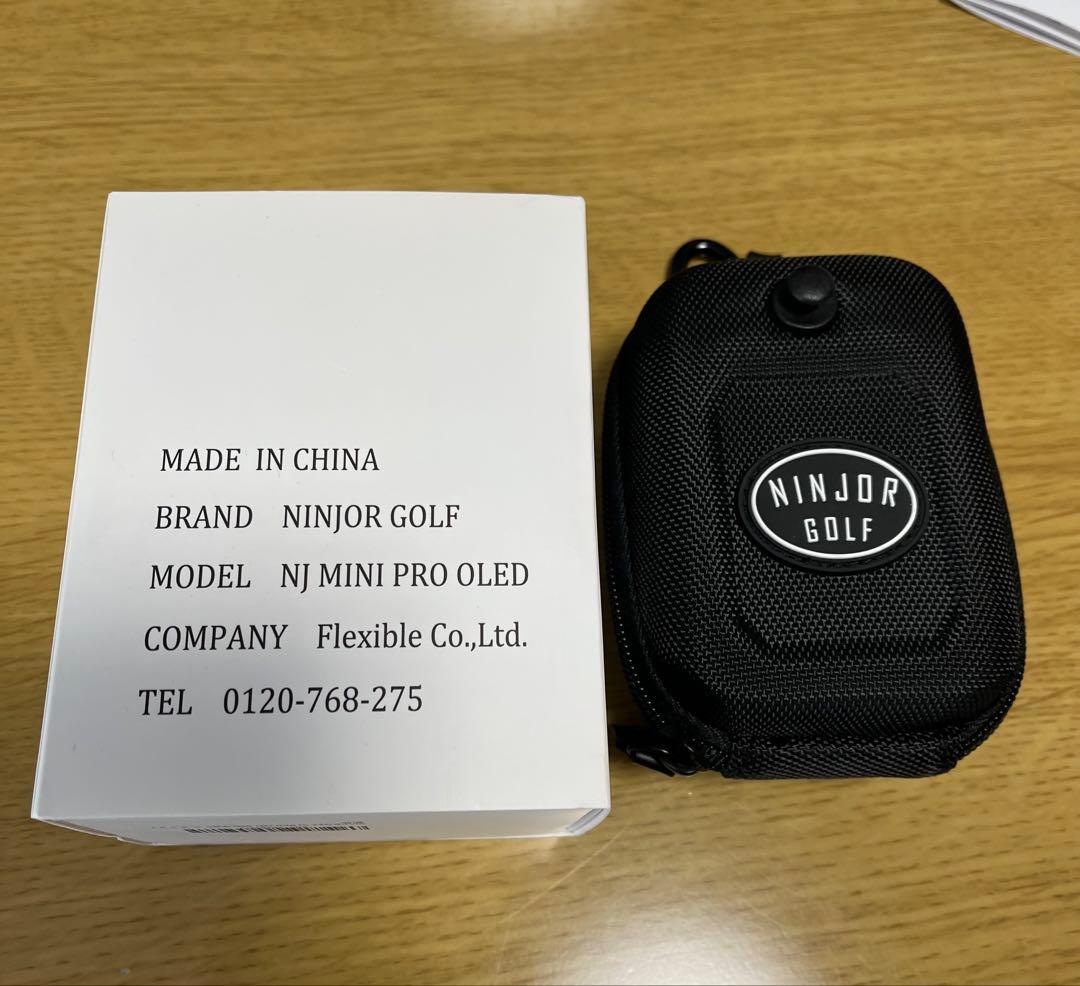 MADE IN CHINA
BRAND NINJOR GOLF
MODEL NJ MINI PRO OLED
COMPANY Flexible Co.,Ltd.
TEL 0120-768-275
NINJOR
GOLF